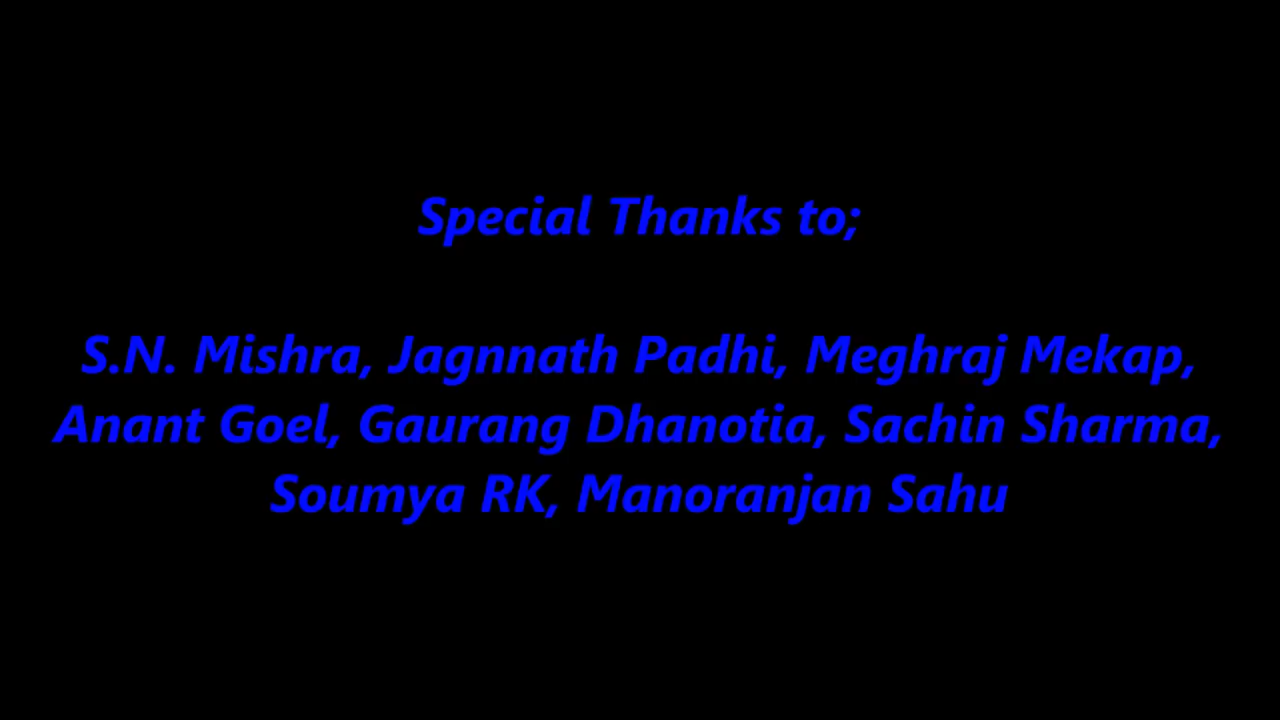 Special Thanks to;
S.N. Mishra, Jagnnath Padhi, Meghraj Mekap,
Anant Goel, Gaurang Dhanotia, Sachin Sharma,
Soumya RK, Manoranjan Sahu